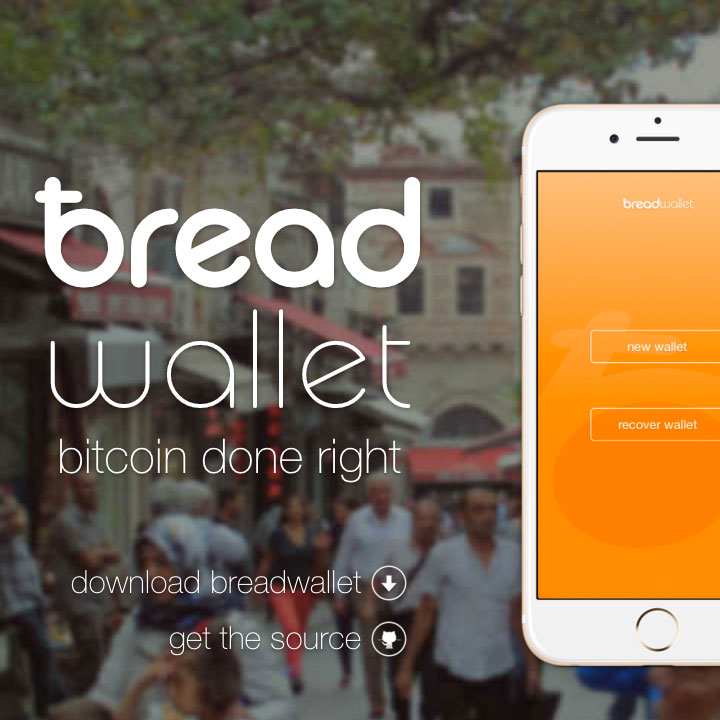 bread
wallet
bitcoin done right
download breadwallet
get the source
breadwallet
new wallet
recover wallet